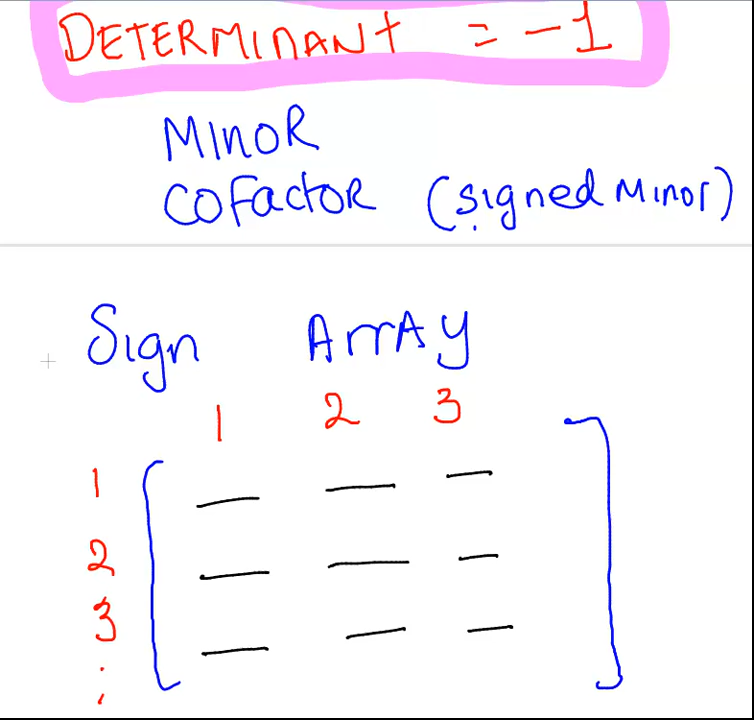 DETERMINANT = -1
MINOR
COFACTOR (signed Minor)
Sign ArrAY
1 2 3
1 [ — — — ]
2 — — —
3 — — —
⋮